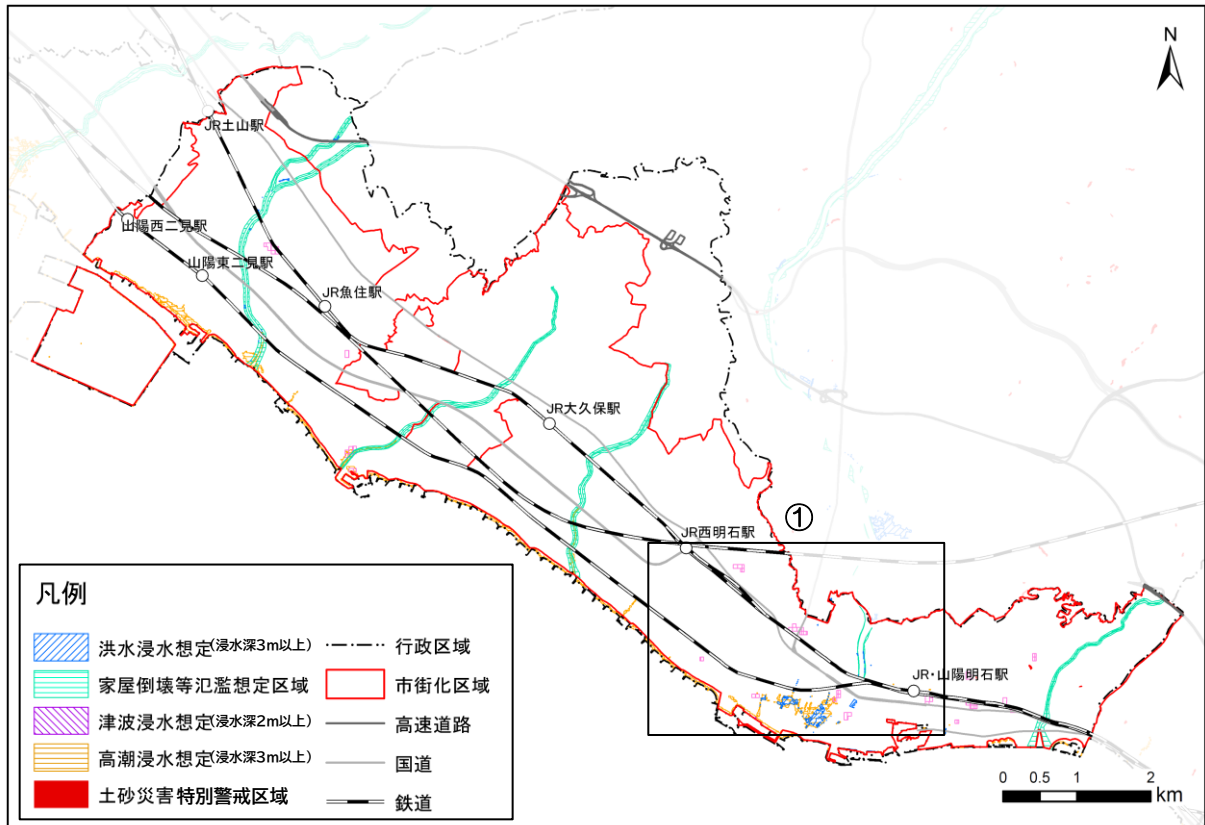 N
JR土山駅
山陽西二見駅
山陽東二見駅
JR魚住駅
JR大久保駅
①
JR西明石駅
JR・山陽明石駅
凡例
洪水浸水想定(浸水深3m以上)
家屋倒壊等氾濫想定区域
津波浸水想定(浸水深2m以上)
高潮浸水想定(浸水深3m以上)
土砂災害特別警戒区域
行政区域
市街化区域
高速道路
国道
鉄道
0 0.5 1 2
km